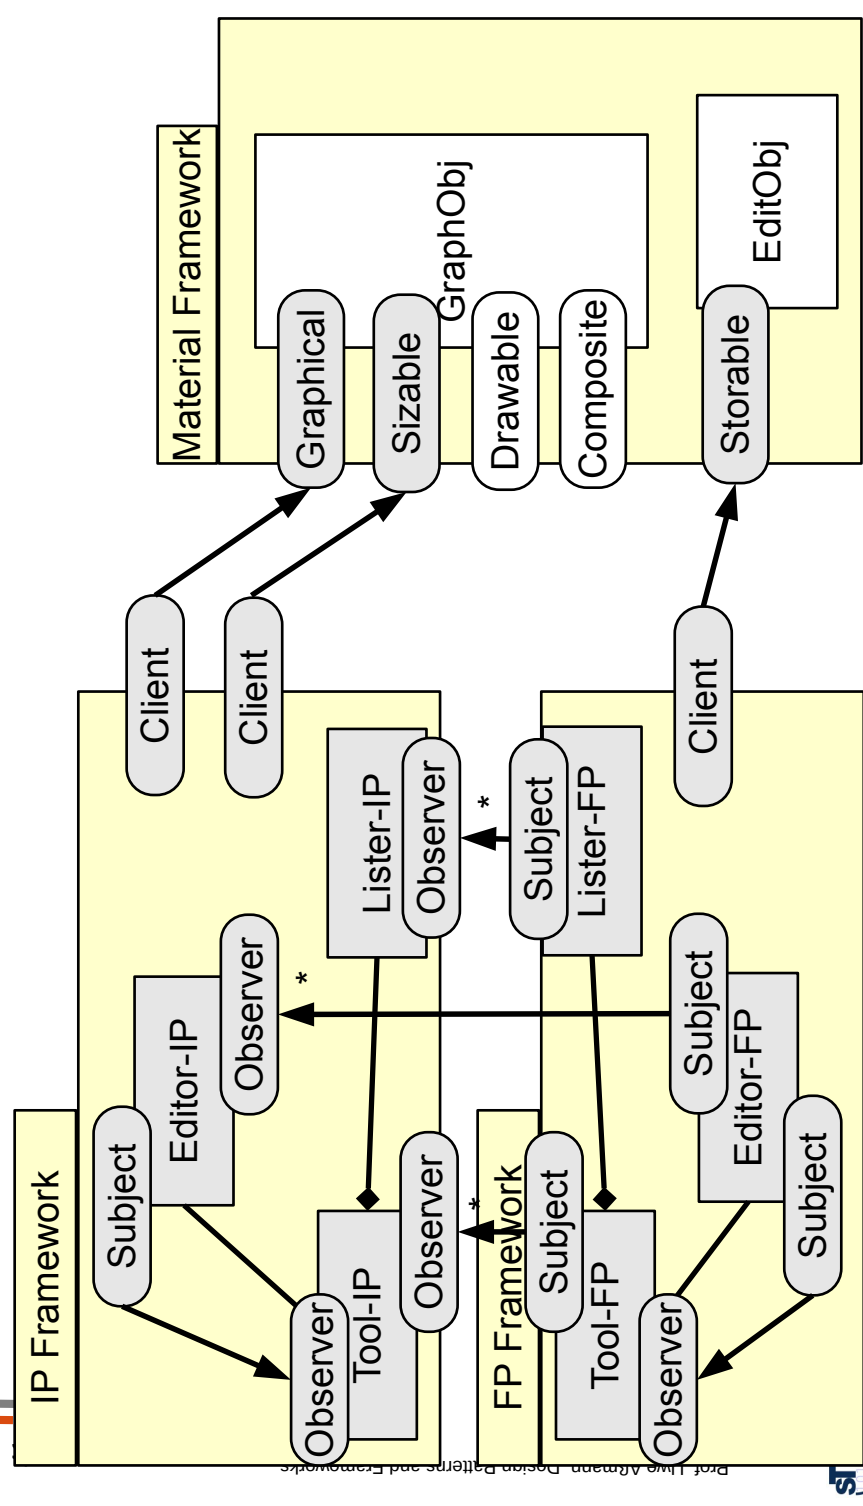 IP Framework
Subject
Editor-IP
Observer
*
Client
Client
Observer
Tool-IP
Observer
*
Lister-IP
Observer
*
FP Framework
Subject
Tool-FP
Observer
Subject
Lister-FP
Subject
Editor-FP
Subject
Client
Material Framework
Graphical
Sizable
Drawable
Composite
GraphObj
Storable
EditObj
Prof. Uwe Aßmann, Design Patterns and Frameworks